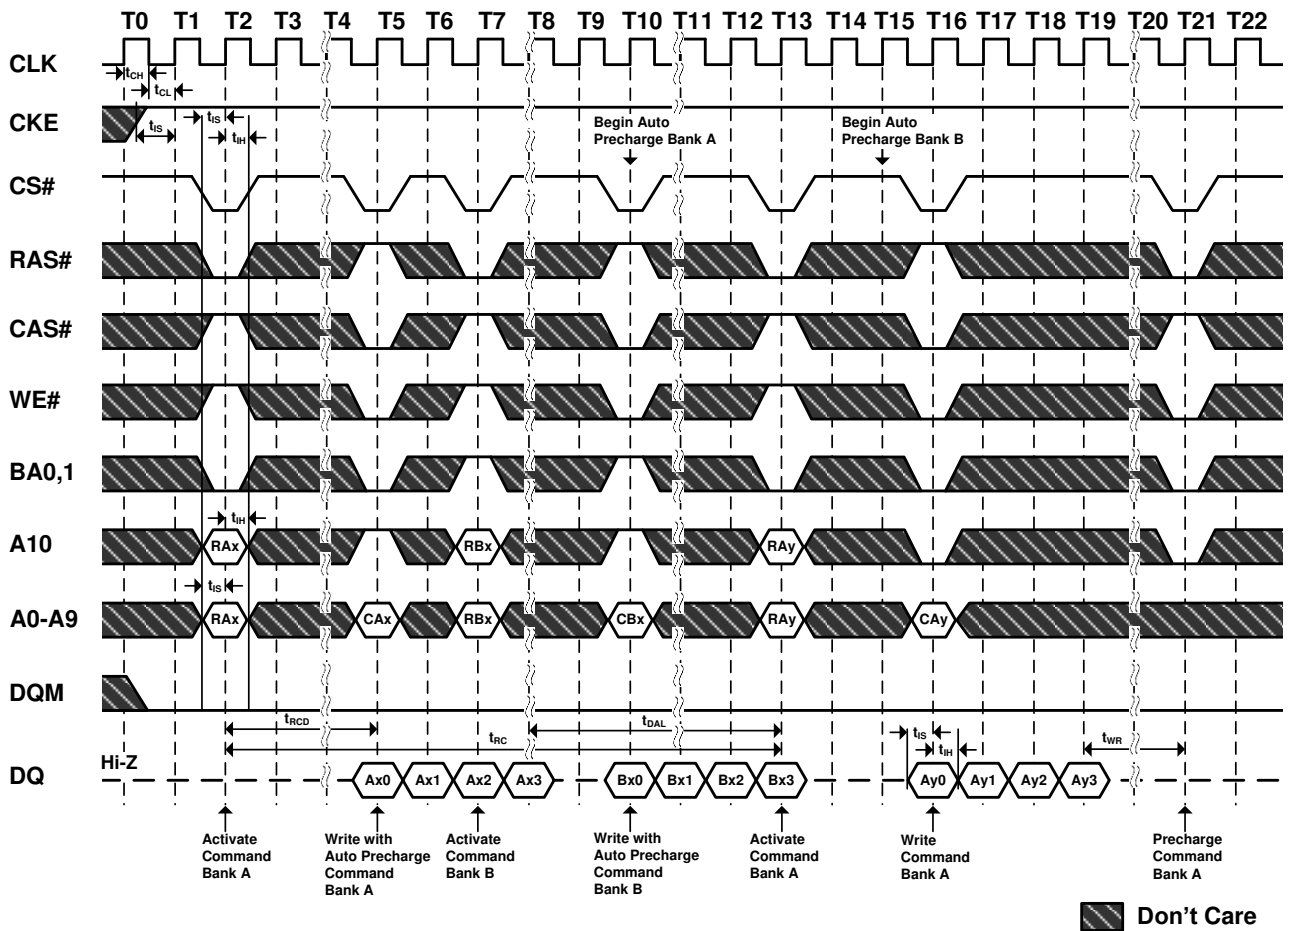 T0 T1 T2 T3 T4 T5 T6 T7 T8 T9 T10 T11 T12 T13 T14 T15 T16 T17 T18 T19 T20 T21 T22
CLK
tCH
tCL
CKE
tIS
tIS
tIH
Begin Auto
Precharge Bank A
Begin Auto
Precharge Bank B
CS#
RAS#
CAS#
WE#
BA0,1
tIH
A10
RAx
RBx
RAy
tIS
A0-A9
RAx
CAx
RBx
CBx
RAy
CAy
DQM
tRCD
tDAL
tRC
tIS
tIH
tWR
Hi-Z
DQ
Ax0
Ax1
Ax2
Ax3
Bx0
Bx1
Bx2
Bx3
Ay0
Ay1
Ay2
Ay3
Activate
Command
Bank A
Write with
Auto Precharge
Command
Bank A
Activate
Command
Bank B
Write with
Auto Precharge
Command
Bank B
Activate
Command
Bank A
Write
Command
Bank A
Precharge
Command
Bank A
Don't Care